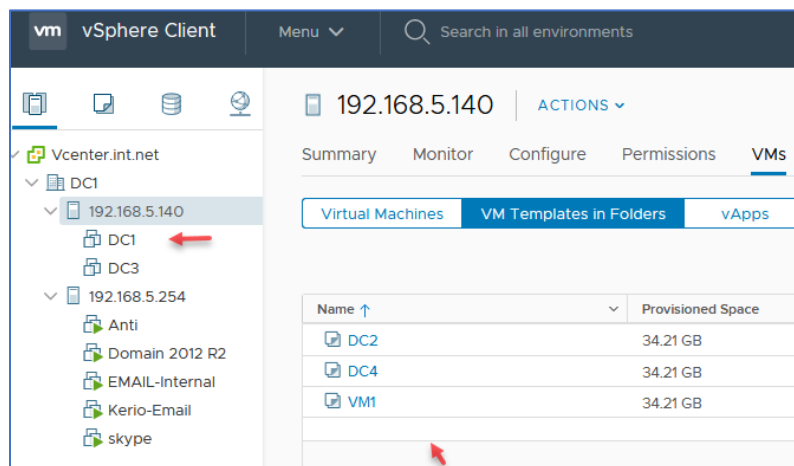 vm vSphere Client Menu Search in all environments
192.168.5.140 ACTIONS
Vcenter.int.net
Summary Monitor Configure Permissions VMs
DC1
192.168.5.140
Virtual Machines VM Templates in Folders vApps
DC1
DC3
192.168.5.254
Name Provisioned Space
Anti
DC2 34.21 GB
Domain 2012 R2
DC4 34.21 GB
EMAIL-Internal
VM1 34.21 GB
Kerio-Email
skype